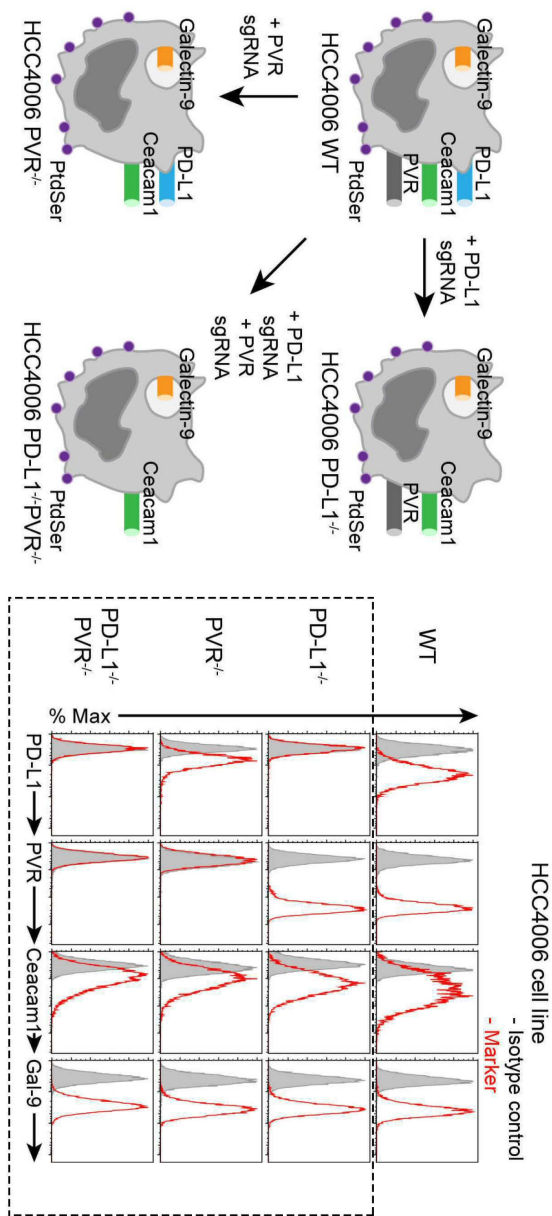 Galectin-9
PD-L1
Ceacam1
PVR
PtdSer
HCC4006 WT
+ PD-L1
sgRNA
Galectin-9
Ceacam1
PVR
PtdSer
HCC4006 PD-L1-/-
+ PVR
sgRNA
+ PD-L1
sgRNA
+ PVR
sgRNA
Galectin-9
PD-L1
Ceacam1
PtdSer
HCC4006 PVR-/-
Galectin-9
Ceacam1
PtdSer
HCC4006 PD-L1-/-PVR-/-
HCC4006 cell line
- Isotype control
- Marker
WT
PD-L1-/-
PVR-/-
PD-L1-/-
PVR-/-
% Max
PD-L1
PVR
Ceacam1
Gal-9